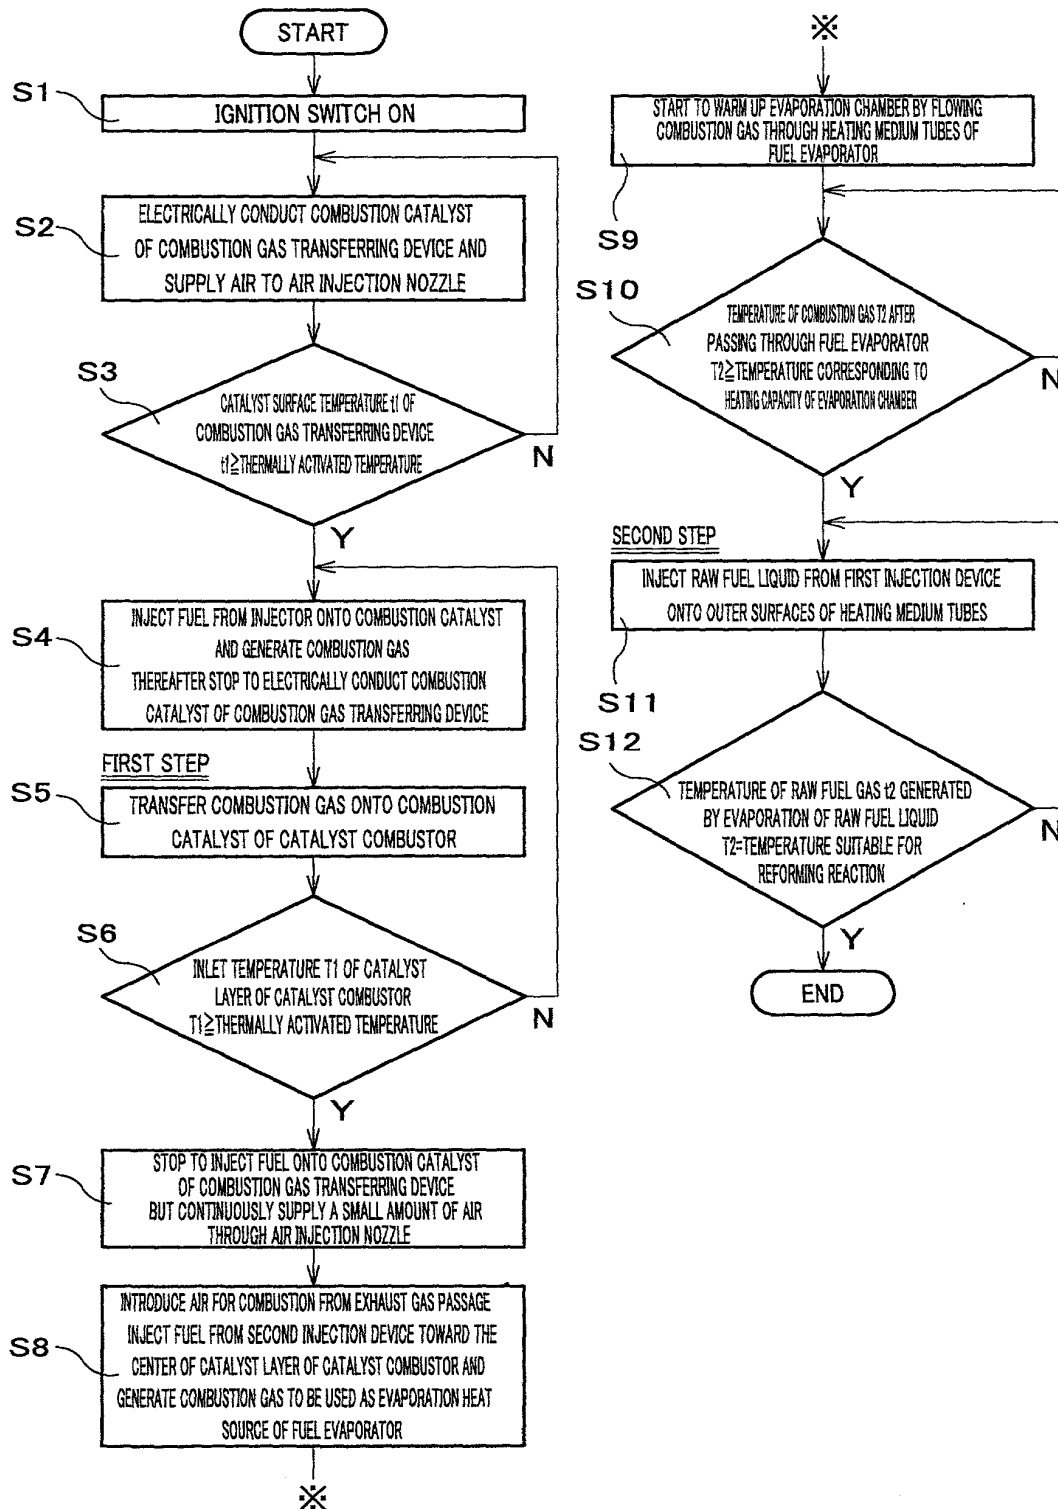 START
S1
IGNITION SWITCH ON
S2
ELECTRICALLY CONDUCT COMBUSTION CATALYST
OF COMBUSTION GAS TRANSFERRING DEVICE AND
SUPPLY AIR TO AIR INJECTION NOZZLE
S3
CATALYST SURFACE TEMPERATURE t1 OF
COMBUSTION GAS TRANSFERRING DEVICE
t1≧THERMALLY ACTIVATED TEMPERATURE
N
Y
S4
INJECT FUEL FROM INJECTOR ONTO COMBUSTION CATALYST
AND GENERATE COMBUSTION GAS
THEREAFTER STOP TO ELECTRICALLY CONDUCT COMBUSTION
CATALYST OF COMBUSTION GAS TRANSFERRING DEVICE
FIRST STEP
S5
TRANSFER COMBUSTION GAS ONTO COMBUSTION
CATALYST OF CATALYST COMBUSTOR
S6
INLET TEMPERATURE T1 OF CATALYST
LAYER OF CATALYST COMBUSTOR
T1≧THERMALLY ACTIVATED TEMPERATURE
N
Y
S7
STOP TO INJECT FUEL ONTO COMBUSTION CATALYST
OF COMBUSTION GAS TRANSFERRING DEVICE
BUT CONTINUOUSLY SUPPLY A SMALL AMOUNT OF AIR
THROUGH AIR INJECTION NOZZLE
S8
INTRODUCE AIR FOR COMBUSTION FROM EXHAUST GAS PASSAGE
INJECT FUEL FROM SECOND INJECTION DEVICE TOWARD THE
CENTER OF CATALYST LAYER OF CATALYST COMBUSTOR AND
GENERATE COMBUSTION GAS TO BE USED AS EVAPORATION HEAT
SOURCE OF FUEL EVAPORATOR
※
※
START TO WARM UP EVAPORATION CHAMBER BY FLOWING
COMBUSTION GAS THROUGH HEATING MEDIUM TUBES OF
FUEL EVAPORATOR
S9
S10
TEMPERATURE OF COMBUSTION GAS T2 AFTER
PASSING THROUGH FUEL EVAPORATOR
T2≧TEMPERATURE CORRESPONDING TO
HEATING CAPACITY OF EVAPORATION CHAMBER
N
Y
SECOND STEP
INJECT RAW FUEL LIQUID FROM FIRST INJECTION DEVICE
ONTO OUTER SURFACES OF HEATING MEDIUM TUBES
S11
S12
TEMPERATURE OF RAW FUEL GAS t2 GENERATED
BY EVAPORATION OF RAW FUEL LIQUID
T2=TEMPERATURE SUITABLE FOR
REFORMING REACTION
N
Y
END